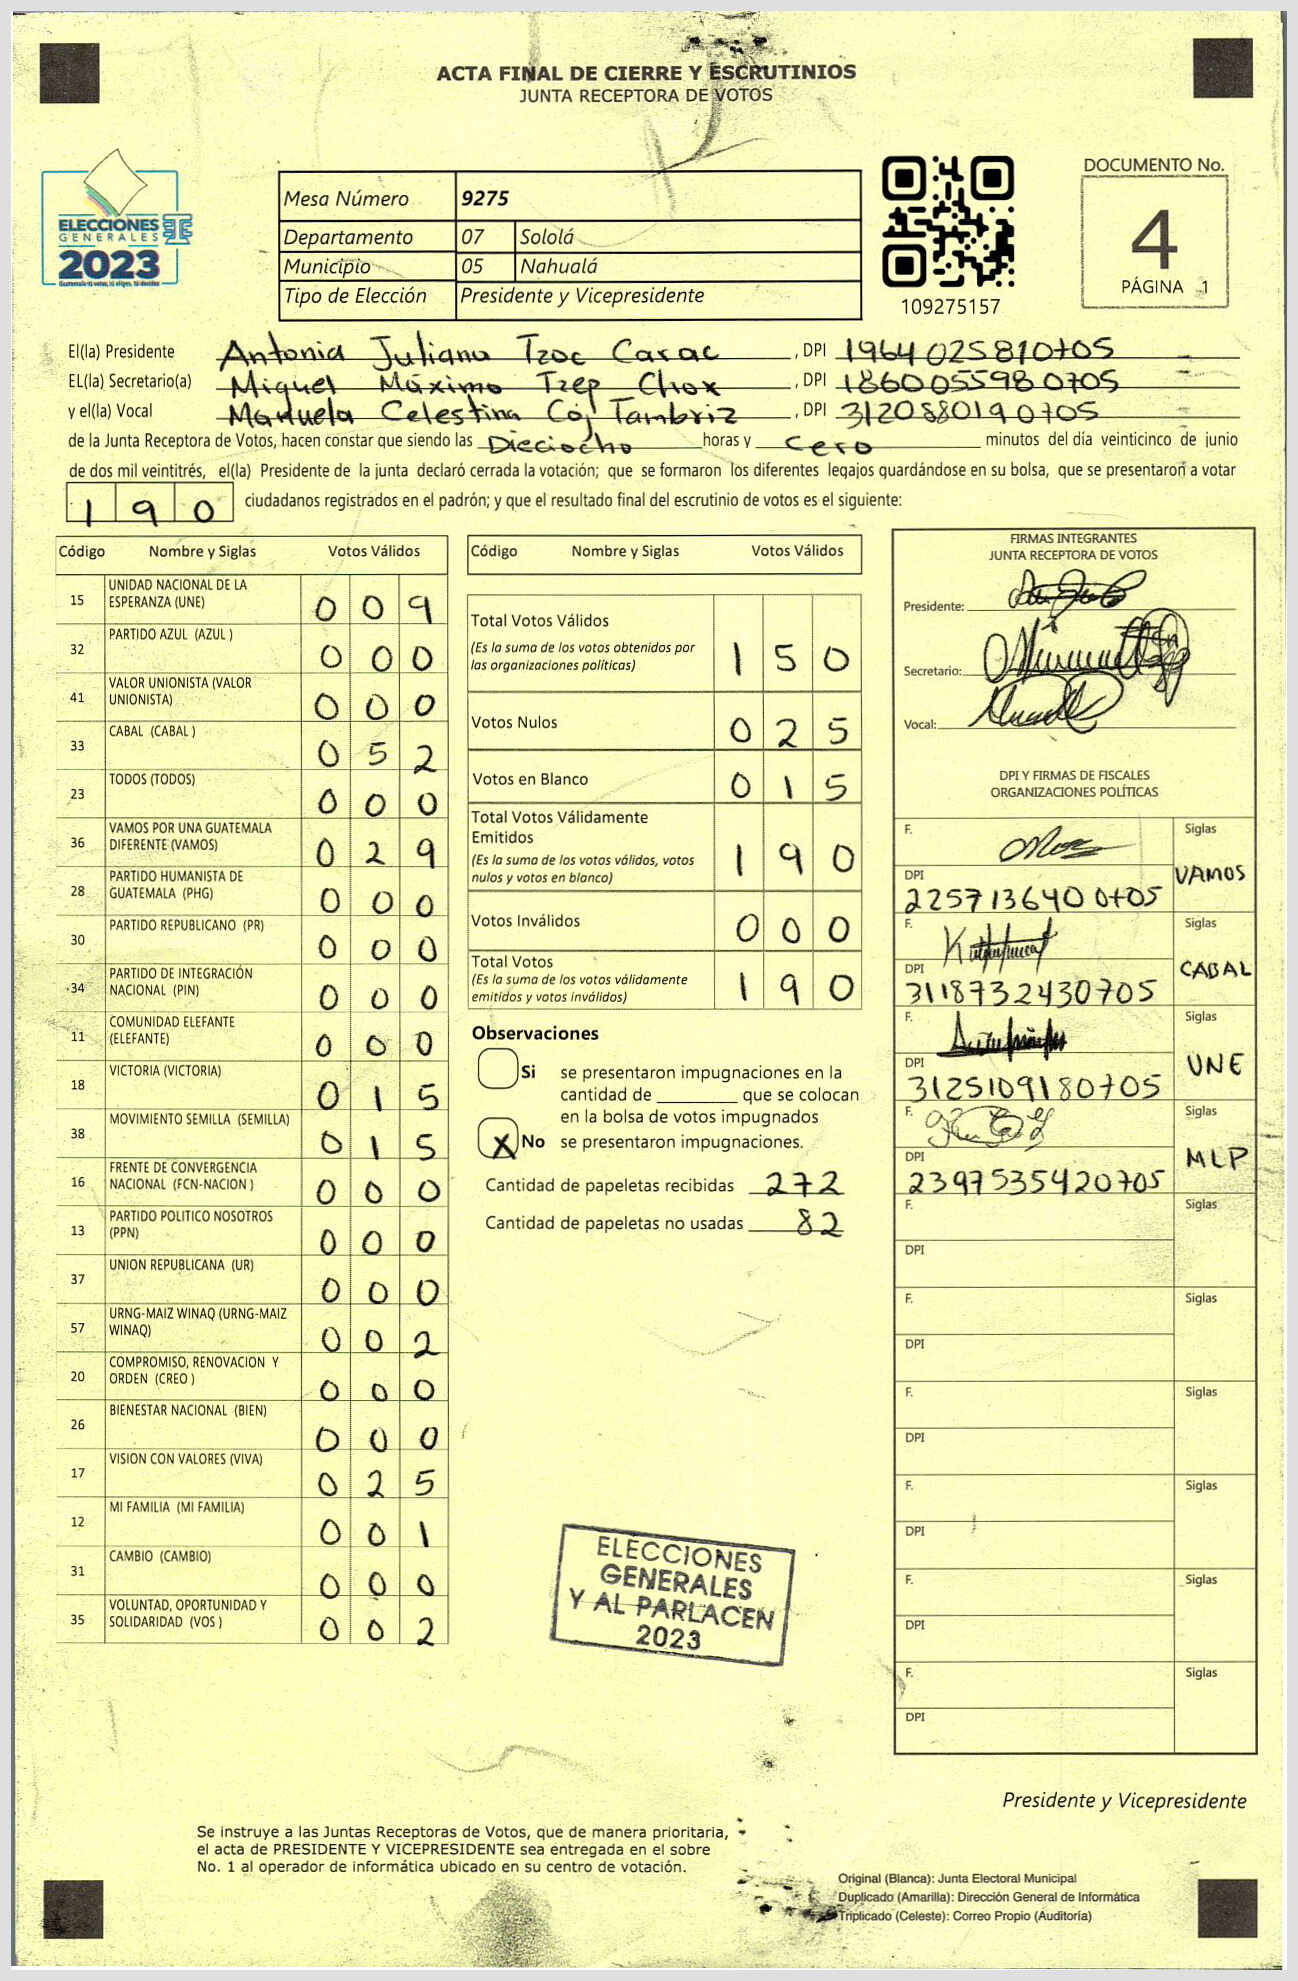 ACTA FINAL DE CIERRE Y ESCRUTINIOS
JUNTA RECEPTORA DE VOTOS
ELECCIONES
GENERALES
2023
Mesa Número 9275
Departamento 07 Sololá
Municipio 05 Nahualá
Tipo de Elección Presidente y Vicepresidente
109275157
DOCUMENTO No.
4
PÁGINA 1
El(la) Presidente Antonia Juliana Tzoc Carac, DPI 1964025810705
EL(la) Secretario(a) Miguel Máximo Tzep Chox, DPI 1860055980705
y el(la) Vocal Manuela Celestina Cój Tambriz, DPI 3120880190705
de la Junta Receptora de Votos, hacen constar que siendo las Dieciocho horas y cero minutos del día veinticinco de junio
de dos mil veintitrés, el(la) Presidente de la junta declaró cerrada la votación; que se formaron los diferentes legajos guardándose en su bolsa, que se presentaron a votar
190 ciudadanos registrados en el padrón; y que el resultado final del escrutinio de votos es el siguiente:
Código Nombre y Siglas Votos Válidos
15 UNIDAD NACIONAL DE LA ESPERANZA (UNE) 0 0 9
32 PARTIDO AZUL (AZUL ) 0 0 0
41 VALOR UNIONISTA (VALOR UNIONISTA) 0 0 0
33 CABAL (CABAL ) 0 5 2
23 TODOS (TODOS) 0 0 0
36 VAMOS POR UNA GUATEMALA DIFERENTE (VAMOS) 0 2 9
28 PARTIDO HUMANISTA DE GUATEMALA (PHG) 0 0 0
30 PARTIDO REPUBLICANO (PR) 0 0 0
34 PARTIDO DE INTEGRACIÓN NACIONAL (PIN) 0 0 0
11 COMUNIDAD ELEFANTE (ELEFANTE) 0 0 0
18 VICTORIA (VICTORIA) 0 1 5
38 MOVIMIENTO SEMILLA (SEMILLA) 0 1 5
16 FRENTE DE CONVERGENCIA NACIONAL (FCN-NACION ) 0 0 0
13 PARTIDO POLITICO NOSOTROS (PPN) 0 0 0
37 UNION REPUBLICANA (UR) 0 0 0
57 URNG-MAIZ WINAQ (URNG-MAIZ WINAQ) 0 0 2
20 COMPROMISO, RENOVACION Y ORDEN (CREO ) 0 0 0
26 BIENESTAR NACIONAL (BIEN) 0 0 0
17 VISION CON VALORES (VIVA) 0 2 5
12 MI FAMILIA (MI FAMILIA) 0 0 1
31 CAMBIO (CAMBIO) 0 0 0
35 VOLUNTAD, OPORTUNIDAD Y SOLIDARIDAD (VOS ) 0 0 2
Código Nombre y Siglas Votos Válidos
Total Votos Válidos 1 5 0
(Es la suma de los votos obtenidos por
las organizaciones políticas)
Votos Nulos 0 2 5
Votos en Blanco 0 1 5
Total Votos Válidamente
Emitidos 1 9 0
(Es la suma de los votos válidos, votos
nulos y votos en blanco)
Votos Inválidos 0 0 0
Total Votos 1 9 0
(Es la suma de los votos válidamente
emitidos y votos inválidos)
Observaciones
Si se presentaron impugnaciones en la
cantidad de ________ que se colocan
en la bolsa de votos impugnados
X No se presentaron impugnaciones.
Cantidad de papeletas recibidas 272
Cantidad de papeletas no usadas 82
ELECCIONES
GENERALES
Y AL PARLACEN
2023
FIRMAS INTEGRANTES
JUNTA RECEPTORA DE VOTOS
Presidente:
Secretario:
Vocal:
DPI Y FIRMAS DE FISCALES
ORGANIZACIONES POLÍTICAS
F. Siglas
DPI 2257136400705 VAMOS
F. Siglas
DPI 3118732430705 CABAL
F. Siglas
DPI 3125109180705 UNE
F. Siglas
DPI 2397535420705 MLP
F. Siglas
DPI
F. Siglas
DPI
F. Siglas
DPI
F. Siglas
DPI
F. Siglas
DPI
F. Siglas
DPI
Presidente y Vicepresidente
Se instruye a las Juntas Receptoras de Votos, que de manera prioritaria,
el acta de PRESIDENTE Y VICEPRESIDENTE sea entregada en el sobre
No. 1 al operador de informática ubicado en su centro de votación.
Original (Blanca): Junta Electoral Municipal
Duplicado (Amarilla): Dirección General de Informática
Triplicado (Celeste): Correo Propio (Auditoría)